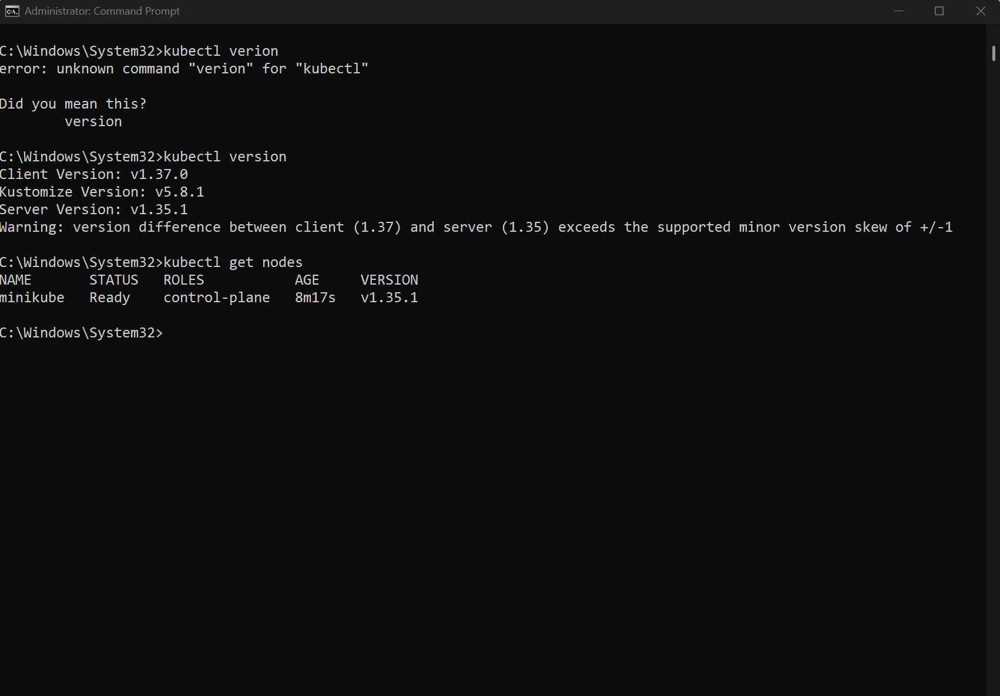 Administrator: Command Prompt
C:\Windows\System32>kubectl verion
error: unknown command "verion" for "kubectl"
Did you mean this?
version
C:\Windows\System32>kubectl version
Client Version: v1.37.0
Kustomize Version: v5.8.1
Server Version: v1.35.1
Warning: version difference between client (1.37) and server (1.35) exceeds the supported minor version skew of +/-1
C:\Windows\System32>kubectl get nodes
NAME       STATUS   ROLES           AGE     VERSION
minikube   Ready    control-plane   8m17s   v1.35.1
C:\Windows\System32>